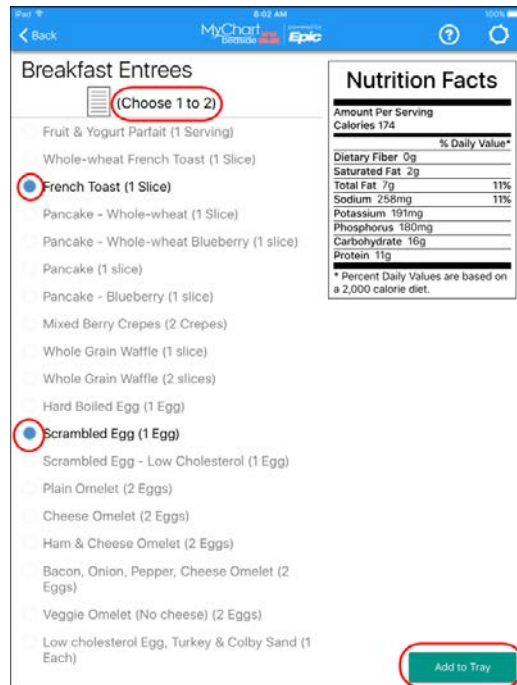 iPad
6:02 AM
100%
Back
MyChart
Bedside
powered by
Epic
Breakfast Entrees
(Choose 1 to 2)
Fruit & Yogurt Parfait (1 Serving)
Whole-wheat French Toast (1 Slice)
French Toast (1 Slice)
Pancake - Whole-wheat (1 Slice)
Pancake - Whole-wheat Blueberry (1 slice)
Pancake (1 slice)
Pancake - Blueberry (1 slice)
Mixed Berry Crepes (2 Crepes)
Whole Grain Waffle (1 slice)
Whole Grain Waffle (2 slices)
Hard Boiled Egg (1 Egg)
Scrambled Egg (1 Egg)
Scrambled Egg - Low Cholesterol (1 Egg)
Plain Omelet (2 Eggs)
Cheese Omelet (2 Eggs)
Ham & Cheese Omelet (2 Eggs)
Bacon, Onion, Pepper, Cheese Omelet (2
Eggs)
Veggie Omelet (No cheese) (2 Eggs)
Low cholesterol Egg, Turkey & Colby Sand (1
Each)
Nutrition Facts
Amount Per Serving
Calories 174
% Daily Value*
Dietary Fiber 0g
Saturated Fat 2g
Total Fat 7g 11%
Sodium 258mg 11%
Potassium 191mg
Phosphorus 180mg
Carbohydrate 16g
Protein 11g
* Percent Daily Values are based on
a 2,000 calorie diet.
Add to Tray